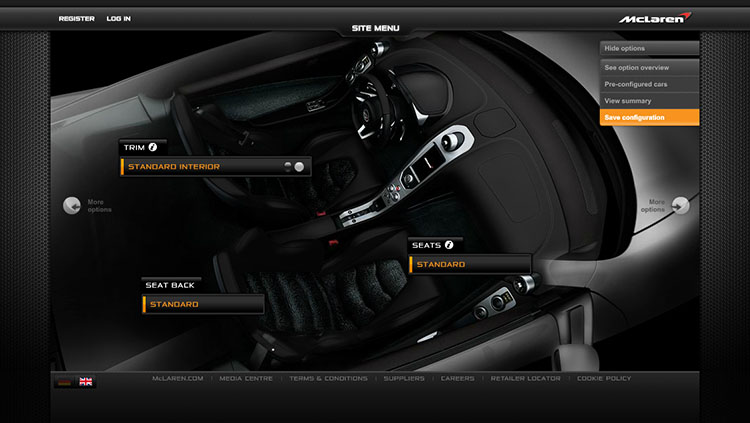 REGISTER LOG IN
SITE MENU
McLaren
Hide options
See option overview
Pre-configured cars
View summary
Save configuration
TRIM i
STANDARD INTERIOR
More
options
More
options
SEATS i
STANDARD
SEAT BACK
STANDARD
McLAREN.COM | MEDIA CENTRE | TERMS & CONDITIONS | SUPPLIERS | CAREERS | RETAILER LOCATOR | COOKIE POLICY